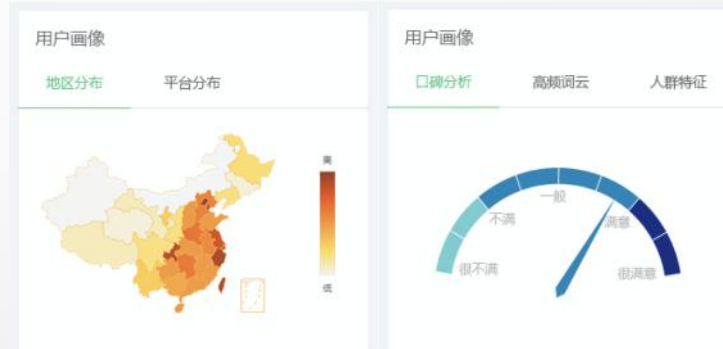 用户画像
地区分布 平台分布
高
低
用户画像
口碑分析 高频词云 人群特征
一般
不满 满意
很不满 很满意